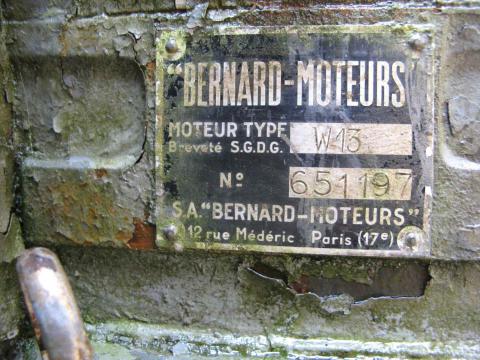 "BERNARD-MOTEURS
MOTEUR TYPE W13
Breveté S.G.D.G.
N° 651197
S.A. "BERNARD-MOTEURS"
12 rue Médéric Paris (17e)